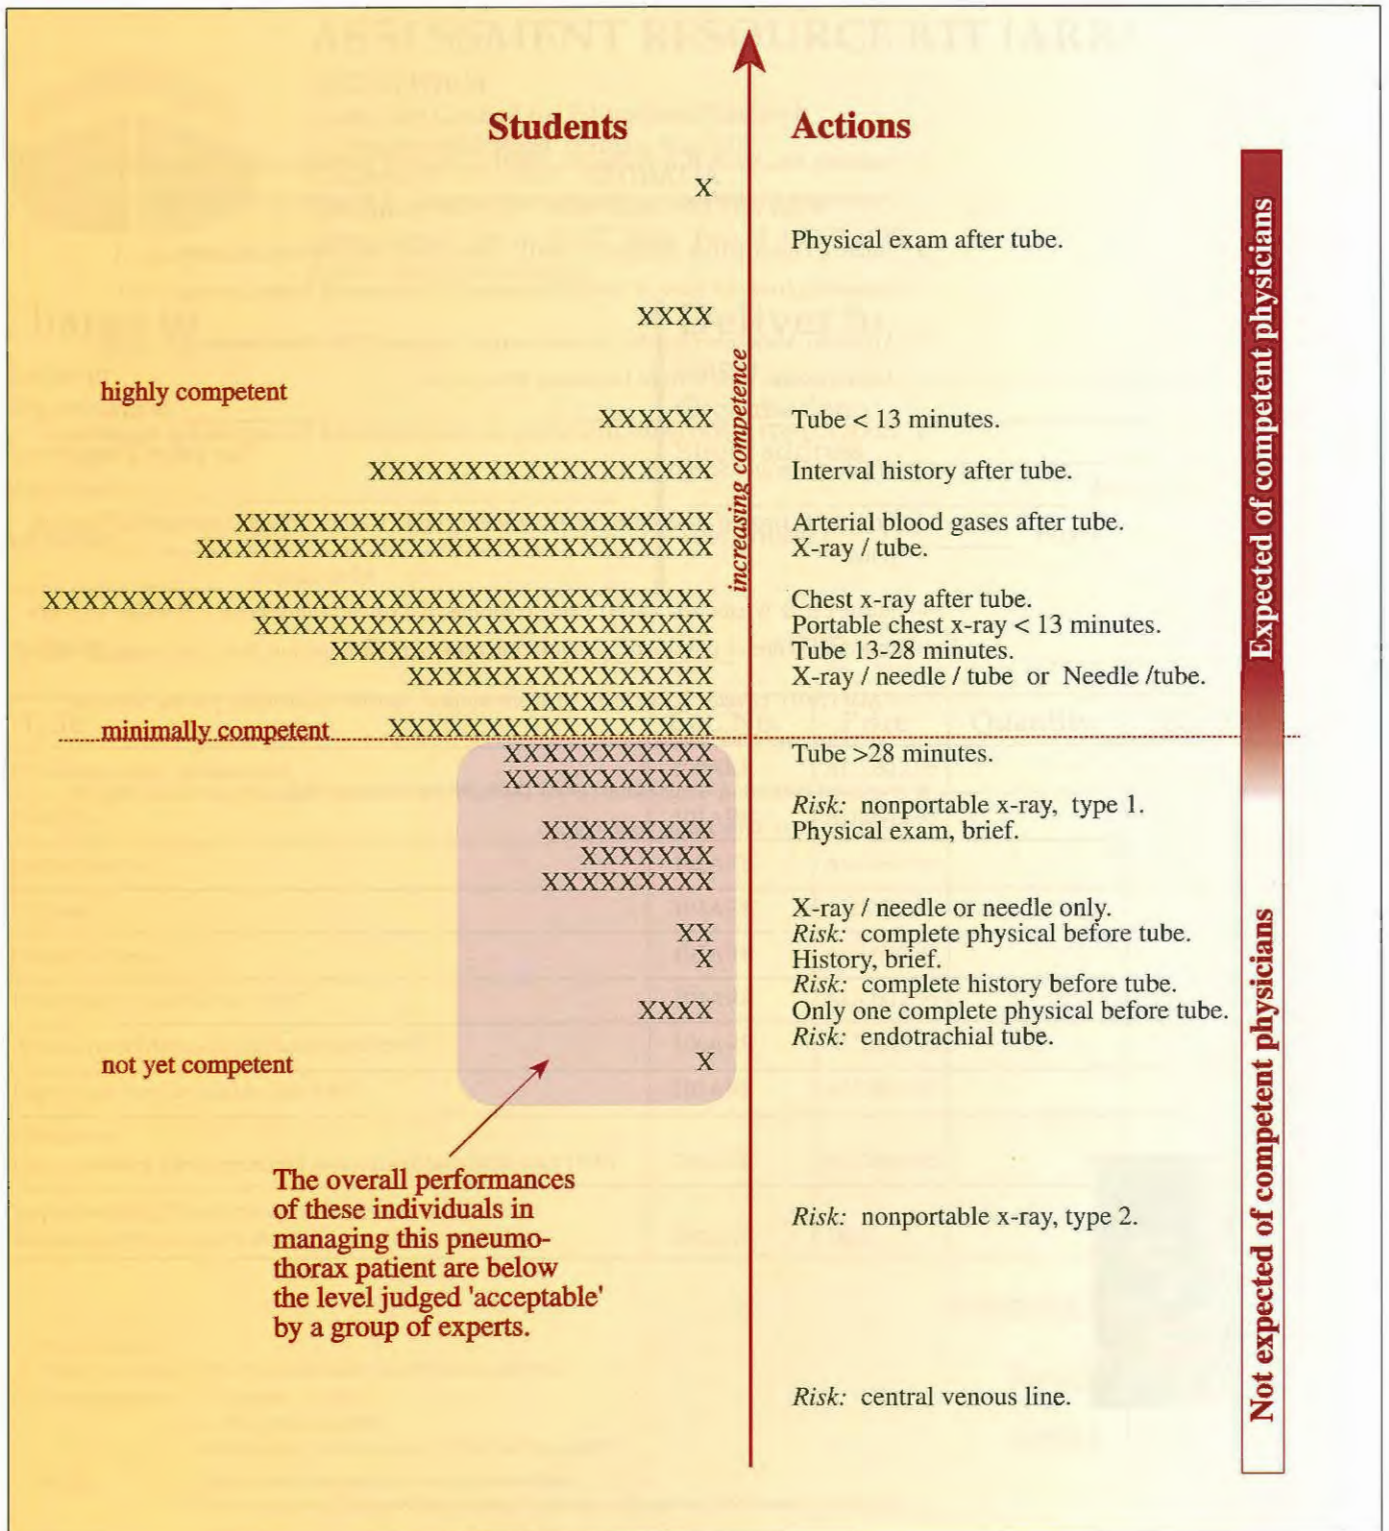 Students Actions
X
Physical exam after tube.
XXXX
highly competent
XXXXXX Tube < 13 minutes.
XXXXXXXXXXXXXXXXXX Interval history after tube.
XXXXXXXXXXXXXXXXXXXXXXXXX Arterial blood gases after tube.
XXXXXXXXXXXXXXXXXXXXXXXXXXX X-ray / tube.
XXXXXXXXXXXXXXXXXXXXXXXXXXXXXXXXXXX Chest x-ray after tube.
XXXXXXXXXXXXXXXXXXXXXXXX Portable chest x-ray < 13 minutes.
XXXXXXXXXXXXXXXXXXXX Tube 13-28 minutes.
XXXXXXXXXXXXXXXX X-ray / needle / tube or Needle /tube.
XXXXXXXXXX
minimally competent XXXXXXXXXXXXXXXXX
XXXXXXXXXXX Tube >28 minutes.
XXXXXXXXXXX
Risk: nonportable x-ray, type 1.
XXXXXXXXX Physical exam, brief.
XXXXXXX
XXXXXXXXX
X-ray / needle or needle only.
XX Risk: complete physical before tube.
X History, brief.
Risk: complete history before tube.
XXXX Only one complete physical before tube.
Risk: endotrachial tube.
not yet competent X
The overall performances
of these individuals in
managing this pneumo-
thorax patient are below
the level judged 'acceptable'
by a group of experts.
Risk: nonportable x-ray, type 2.
Risk: central venous line.
increasing competence
Expected of competent physicians
Not expected of competent physicians